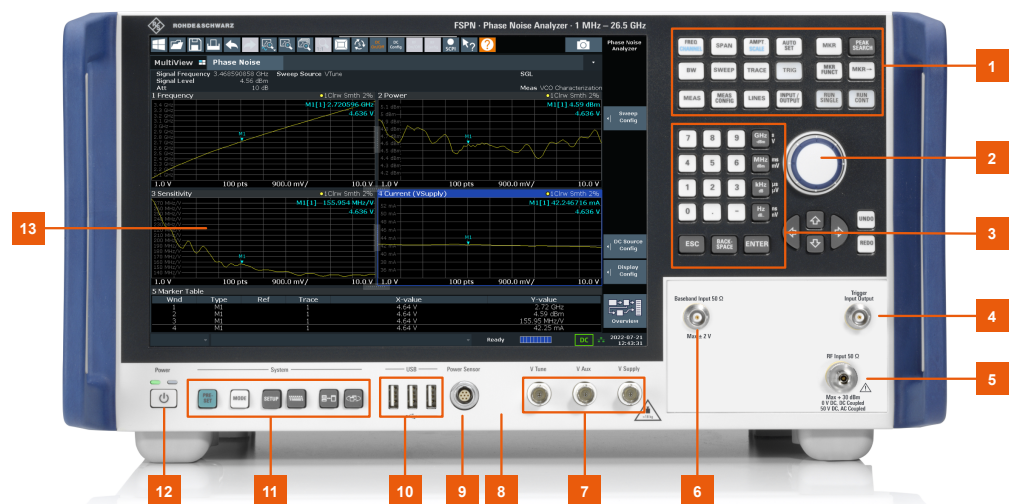 ROHDE&SCHWARZ
FSPN · Phase Noise Analyzer · 1 MHz – 26.5 GHz
SCPI
Phase Noise Analyzer
MultiView
Phase Noise
Signal Frequency 3.468590858 GHz Sweep Source VTune SGL
Signal Level 4.56 dBm
Att 10 dB Meas VCO Characterization
1 Frequency 1Clrw Smth 2%
M1[1] 2.720596 GHz
4.636 V
M1
1.0 V 100 pts 900.0 mV/ 10.0 V
2 Power 1Clrw Smth 2%
M1[1] 4.59 dBm
4.636 V
M1
1.0 V 100 pts 900.0 mV/ 10.0 V
3 Sensitivity 1Clrw Smth 2%
M1[1] 155.954 MHz/V
4.636 V
M1
1.0 V 100 pts 900.0 mV/ 10.0 V
4 Current (VSupply) 1Clrw Smth 2%
M1[1] 42.246716 mA
4.636 V
M1
1.0 V 100 pts 900.0 mV/ 10.0 V
5 Marker Table
Wnd Type Ref Trace X-value Y-value
1 M1 1 4.64 V 2.72 GHz
2 M1 1 4.64 V 4.59 dBm
3 M1 1 4.64 V 155.95 MHz/V
4 M1 1 4.64 V 42.25 mA
Ready DC 2022-07-21
12:43:31
Sweep Config
DC Source Config
Display Config
Overview
FREQ CHANNEL SPAN AMPT SCALE AUTO SET MKR PEAK SEARCH
BW SWEEP TRACE TRIG MKR FUNCT MKR→
MEAS MEAS CONFIG LINES INPUT / OUTPUT RUN SINGLE RUN CONT
7 8 9 GHz
4 5 6 MHz
1 2 3 kHz
0 . - Hz
ESC BACK-SPACE ENTER
UNDO
REDO
Baseband Input 50 Ω
Max ± 2 V
Trigger
Input Output
RF Input 50 Ω
Max + 30 dBm
0 V DC, DC Coupled
50 V DC, AC Coupled
Power
System
USB
Power Sensor
V Tune
V Aux
V Supply
PRE-SET MODE SETUP
1
2
3
4
5
6
7
8
9
10
11
12
13